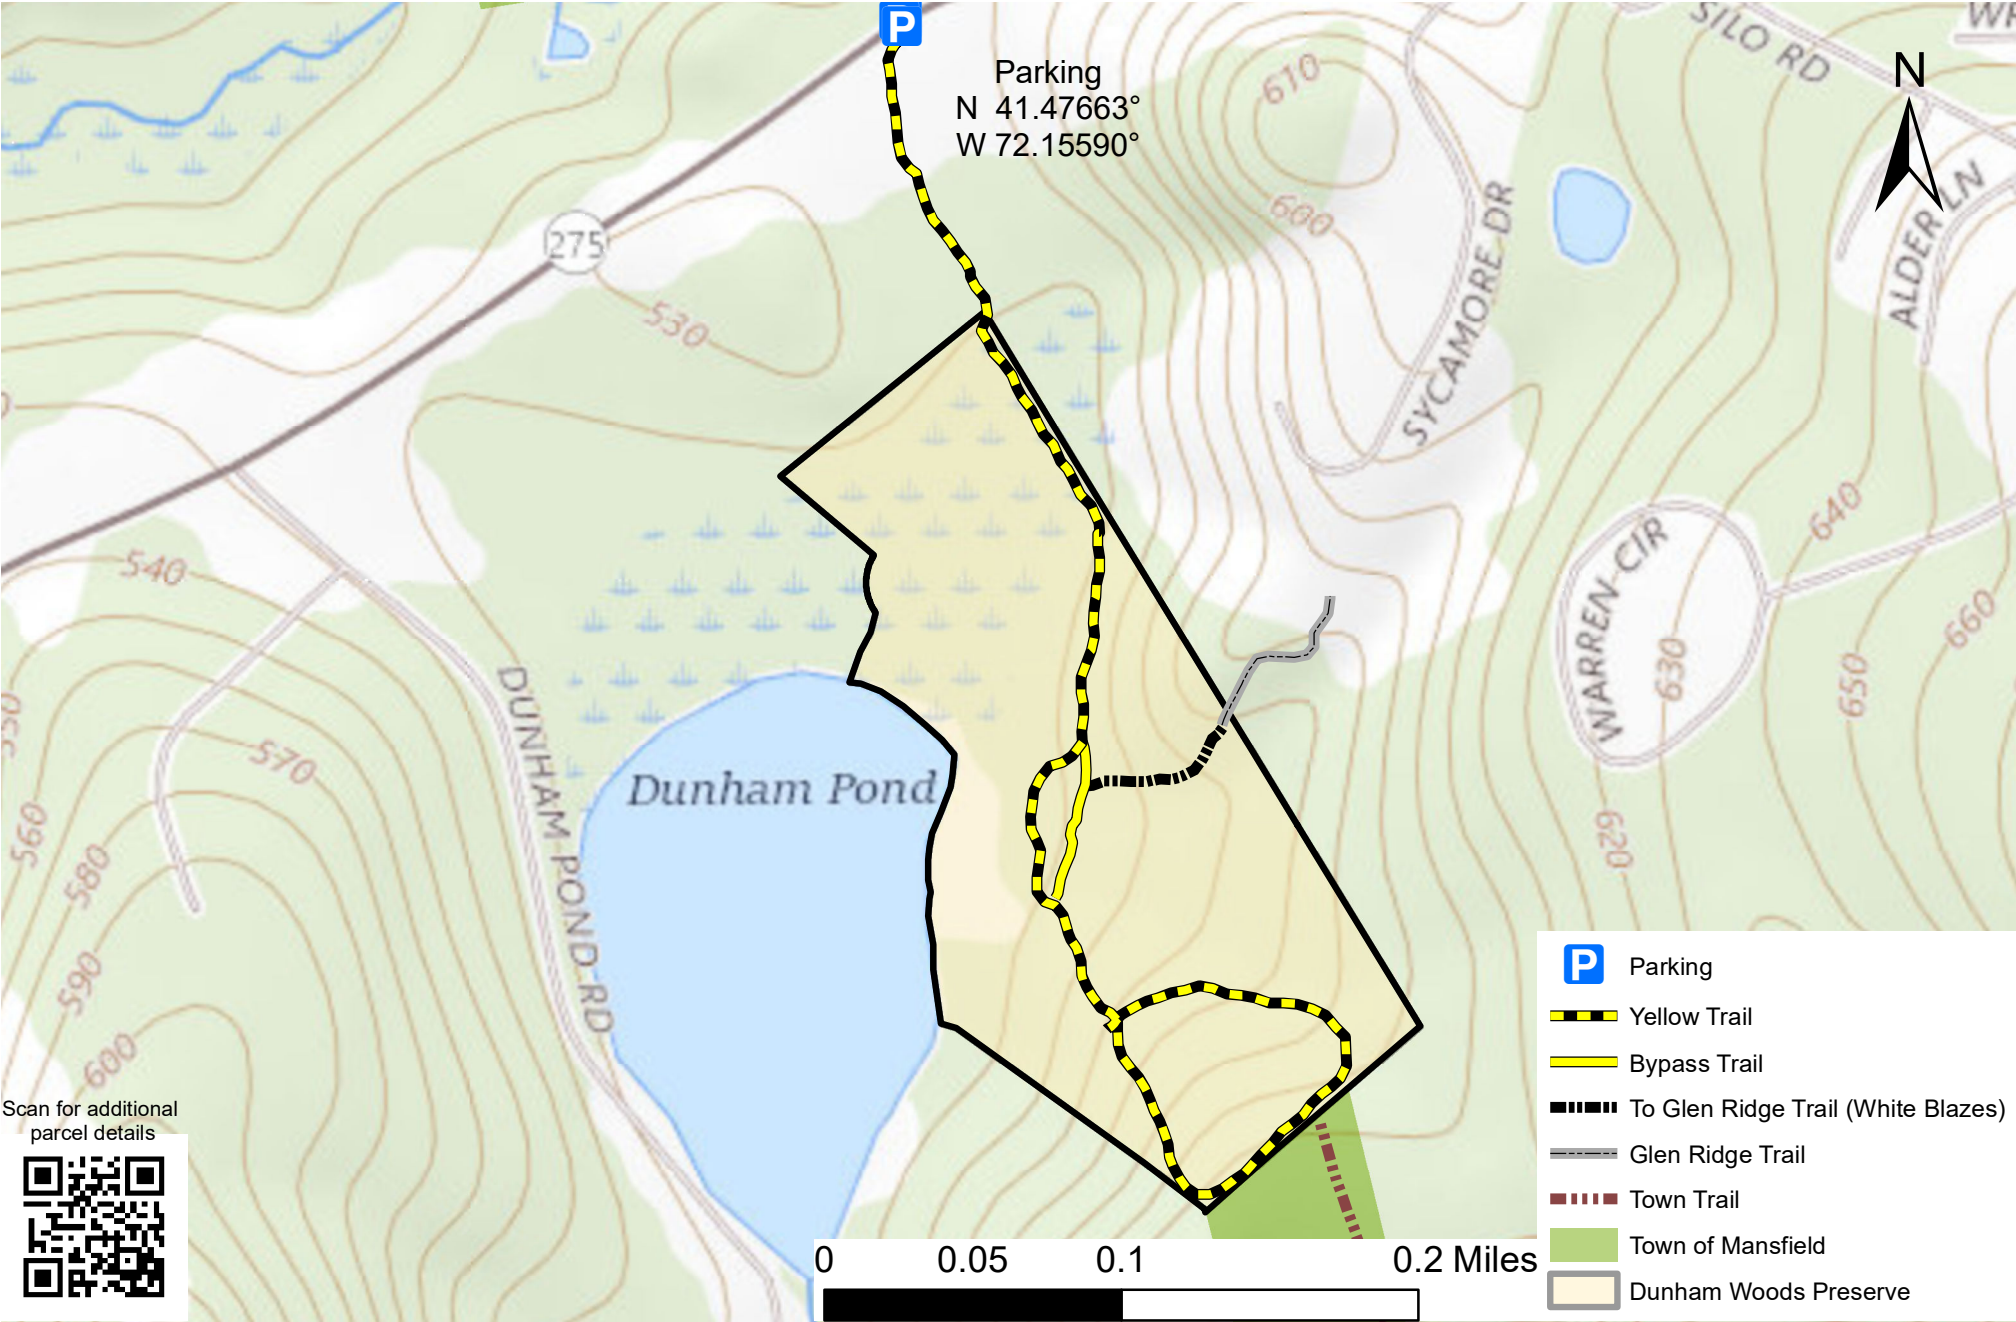 P
Parking
N 41.47663°
W 72.15590°
SILO RD
N
610
600
275
530
SYCAMORE DR
ALDER LN
540
640
WARREN CIR
660
630
650
620
550
DUNHAM POND RD
570
Dunham Pond
560
580
590
600
Scan for additional
parcel details
0 0.05 0.1 0.2 Miles
P Parking
Yellow Trail
Bypass Trail
To Glen Ridge Trail (White Blazes)
Glen Ridge Trail
Town Trail
Town of Mansfield
Dunham Woods Preserve